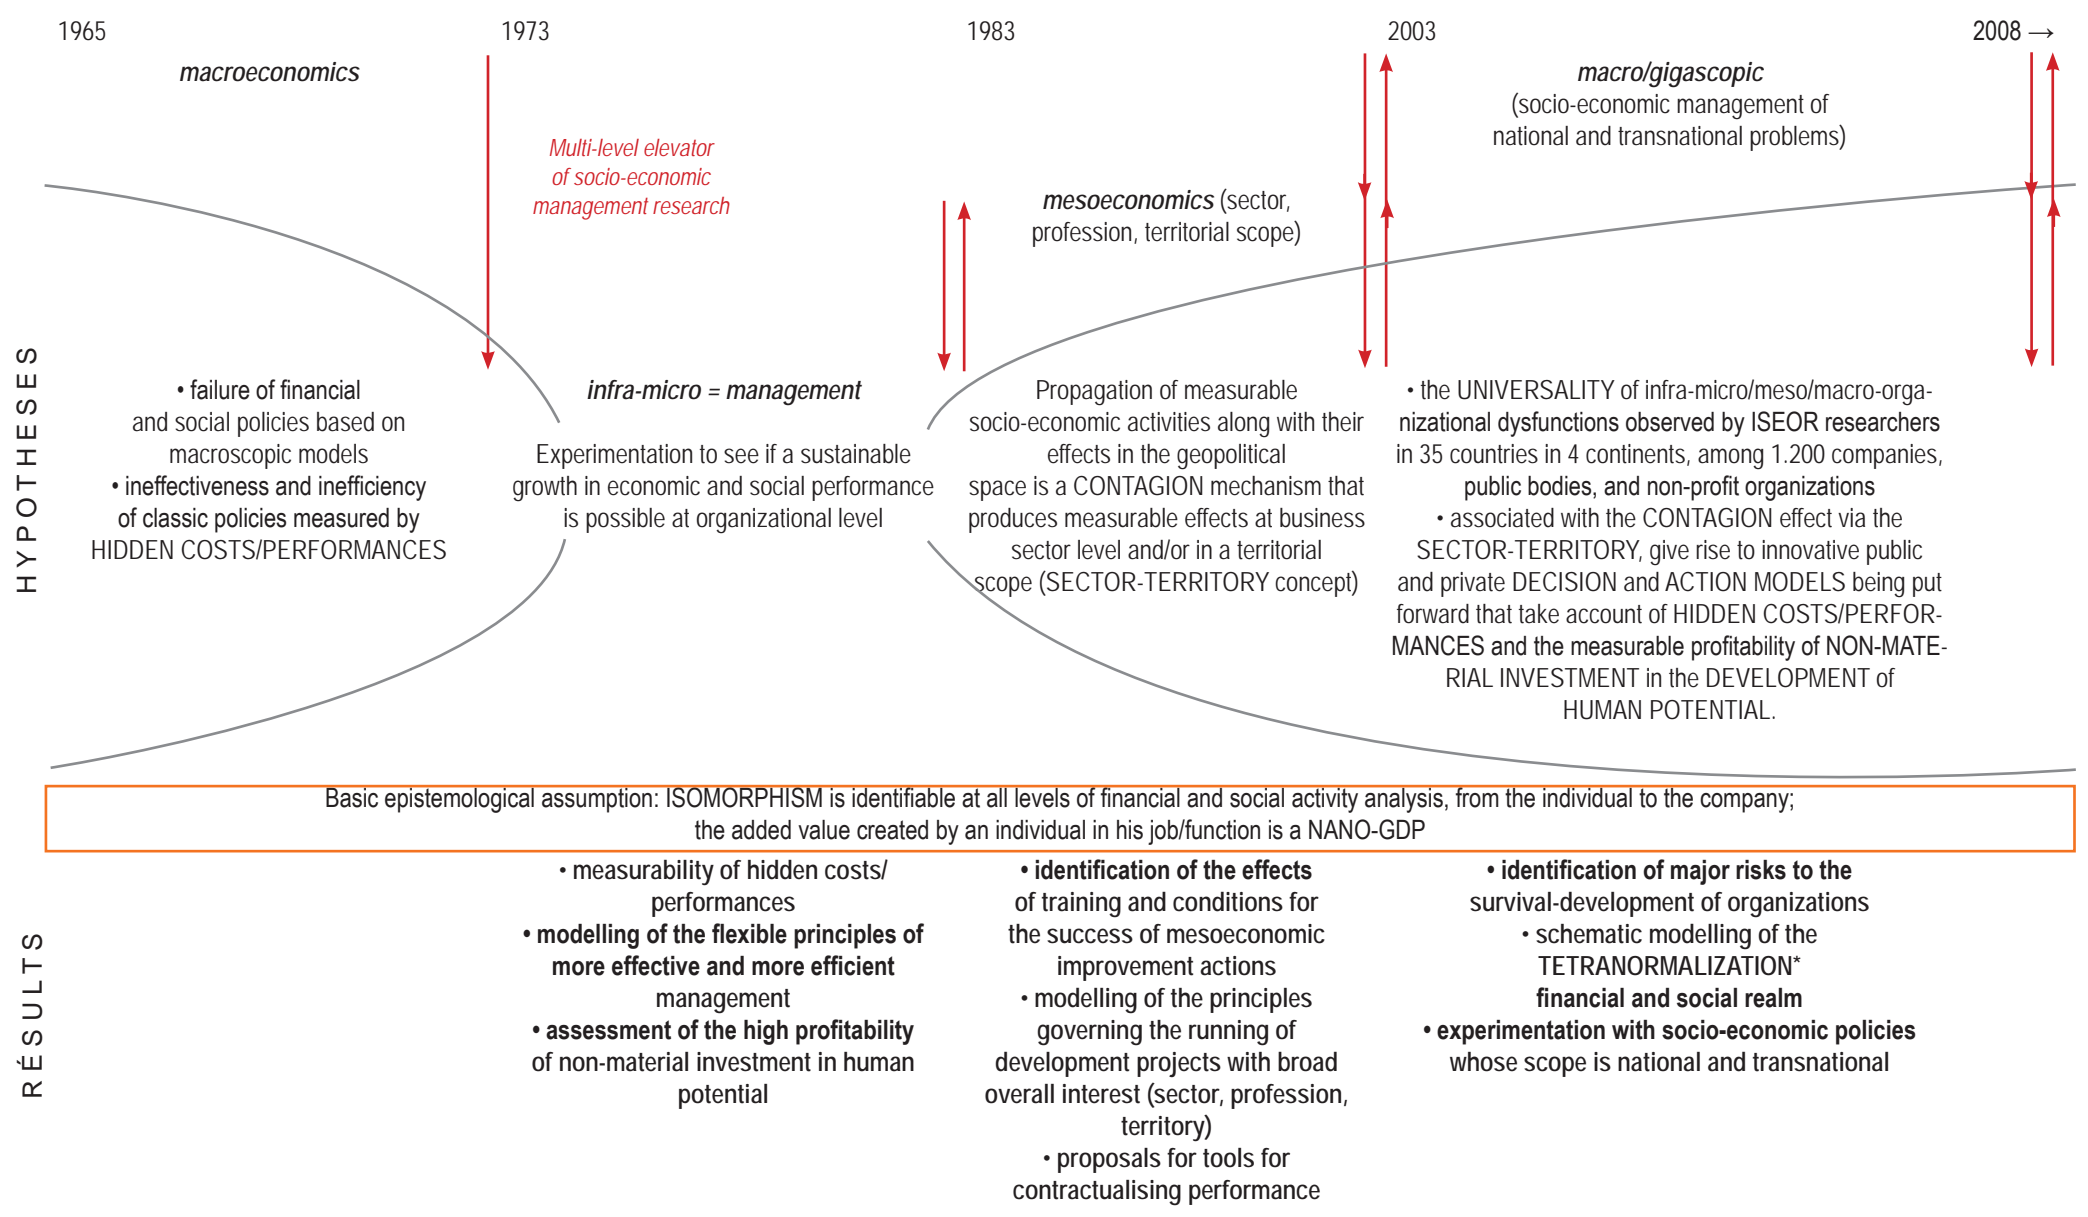 1965
1973
1983
2003
2008 →
macroeconomics
Multi-level elevator
of socio-economic
management research
mesoeconomics (sector,
profession, territorial scope)
macro/gigascopic
(socio-economic management of
national and transnational problems)
HYPOTHESES
• failure of financial
and social policies based on
macroscopic models
• ineffectiveness and inefficiency
of classic policies measured by
HIDDEN COSTS/PERFORMANCES
infra-micro = management
Experimentation to see if a sustainable
growth in economic and social performance
is possible at organizational level
Propagation of measurable
socio-economic activities along with their
effects in the geopolitical
space is a CONTAGION mechanism that
produces measurable effects at business
sector level and/or in a territorial
scope (SECTOR-TERRITORY concept)
• the UNIVERSALITY of infra-micro/meso/macro-orga-
nizational dysfunctions observed by ISEOR researchers
in 35 countries in 4 continents, among 1.200 companies,
public bodies, and non-profit organizations
• associated with the CONTAGION effect via the
SECTOR-TERRITORY, give rise to innovative public
and private DECISION and ACTION MODELS being put
forward that take account of HIDDEN COSTS/PERFOR-
MANCES and the measurable profitability of NON-MATE-
RIAL INVESTMENT in the DEVELOPMENT of
HUMAN POTENTIAL.
Basic epistemological assumption: ISOMORPHISM is identifiable at all levels of financial and social activity analysis, from the individual to the company;
the added value created by an individual in his job/function is a NANO-GDP
RÉSULTS
• measurability of hidden costs/
performances
• modelling of the flexible principles of
more effective and more efficient
management
• assessment of the high profitability
of non-material investment in human
potential
• identification of the effects
of training and conditions for
the success of mesoeconomic
improvement actions
• modelling of the principles
governing the running of
development projects with broad
overall interest (sector, profession,
territory)
• proposals for tools for
contractualising performance
• identification of major risks to the
survival-development of organizations
• schematic modelling of the
TETRANORMALIZATION*
financial and social realm
• experimentation with socio-economic policies
whose scope is national and transnational